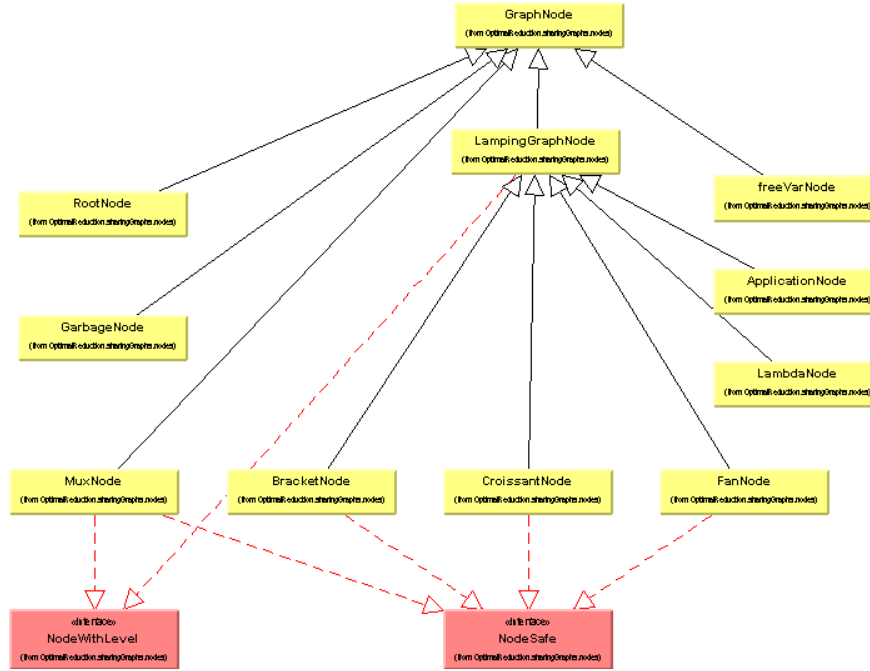 GraphNode
(from OptimalReduction.sharingGraphs.nodes)
LampingGraphNode
(from OptimalReduction.sharingGraphs.nodes)
RootNode
(from OptimalReduction.sharingGraphs.nodes)
freeVarNode
(from OptimalReduction.sharingGraphs.nodes)
ApplicationNode
(from OptimalReduction.sharingGraphs.nodes)
GarbageNode
(from OptimalReduction.sharingGraphs.nodes)
LambdaNode
(from OptimalReduction.sharingGraphs.nodes)
MuxNode
(from OptimalReduction.sharingGraphs.nodes)
BracketNode
(from OptimalReduction.sharingGraphs.nodes)
CroissantNode
(from OptimalReduction.sharingGraphs.nodes)
FanNode
(from OptimalReduction.sharingGraphs.nodes)
«Interface»
NodeWithLevel
(from OptimalReduction.sharingGraphs.nodes)
«Interface»
NodeSafe
(from OptimalReduction.sharingGraphs.nodes)